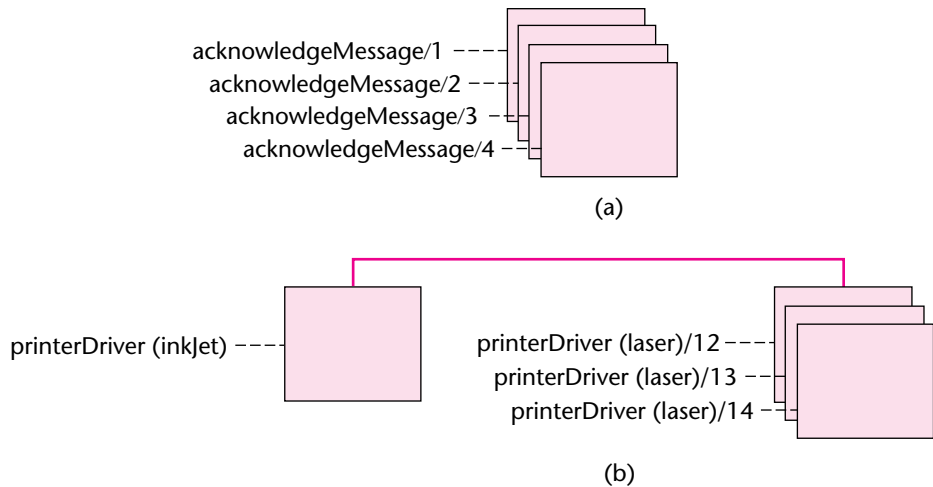 acknowledgeMessage/1
acknowledgeMessage/2
acknowledgeMessage/3
acknowledgeMessage/4
(a)
printerDriver (inkJet)
printerDriver (laser)/12
printerDriver (laser)/13
printerDriver (laser)/14
(b)